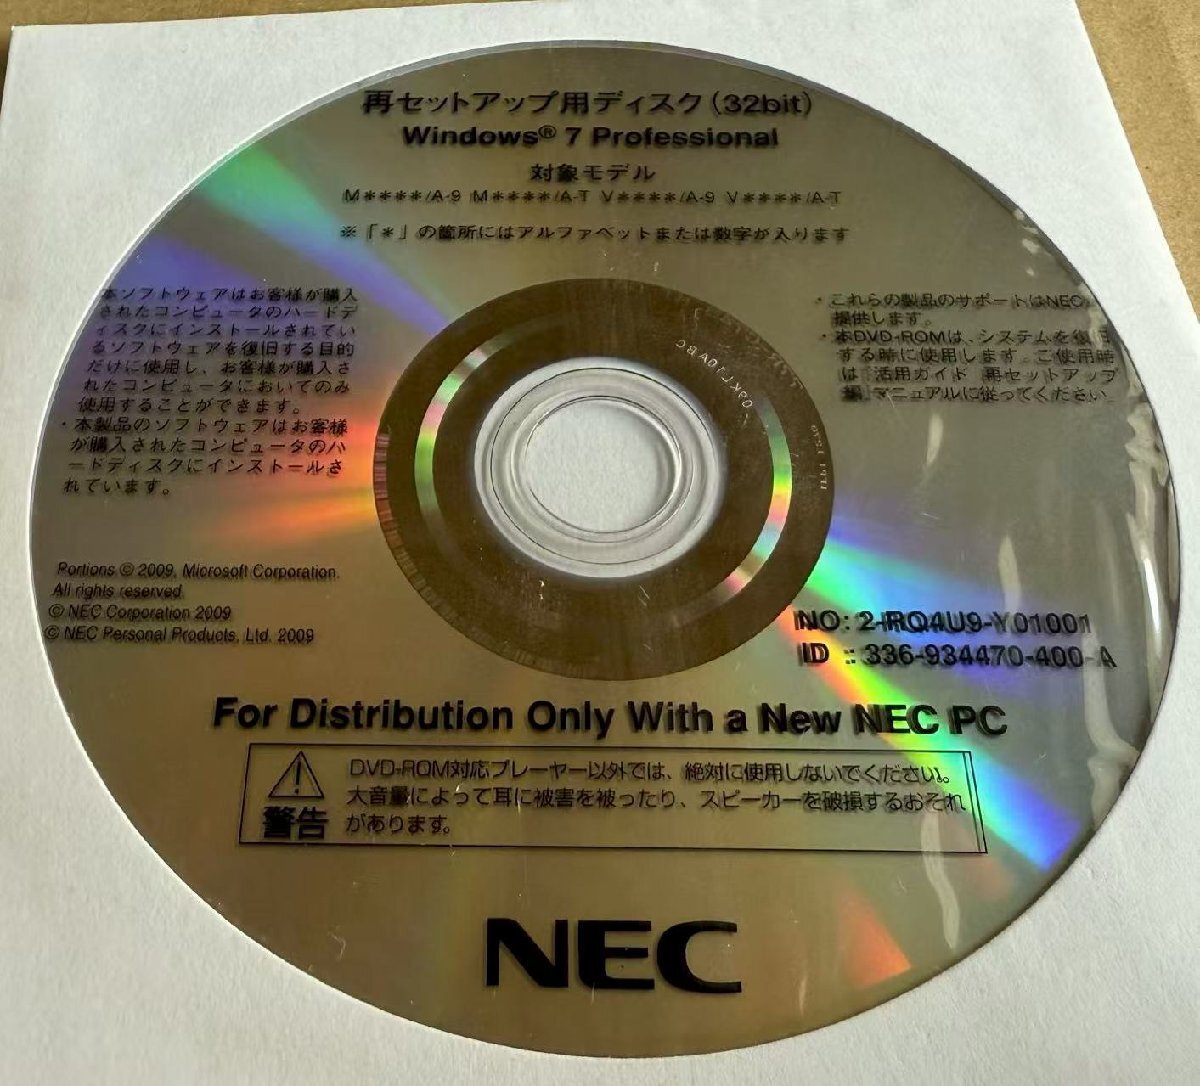 再セットアップ用ディスク(32bit)
Windows® 7 Professional
対象モデル
M****/A-9 M****/A-T V****/A-9 V****/A-T
※「*」の箇所にはアルファベットまたは数字が入ります
本ソフトウェアはお客様が購入
されたコンピュータのハードデ
ィスクにインストールされてい
るソフトウェアを復旧する目的
だけに使用し、お客様が購入さ
れたコンピュータにおいてのみ
使用することができます。
・本製品のソフトウェアはお客様
が購入されたコンピュータのハ
ードディスクにインストールさ
れています。
・これらの製品のサポートはNECが
提供します。
・本DVD-ROMは、システムを復旧
する時に使用します。ご使用時
は「活用ガイド 再セットアップ
編」マニュアルに従ってください
Portions © 2009, Microsoft Corporation.
All rights reserved.
© NEC Corporation 2009
© NEC Personal Products, Ltd. 2009
NO: 2-RQ4U9-Y01001
ID : 336-934470-400-A
For Distribution Only With a New NEC PC
警告
DVD-ROM対応プレーヤー以外では、絶対に使用しないでください。
大音量によって耳に被害を被ったり、スピーカーを破損するおそれ
があります。
NEC